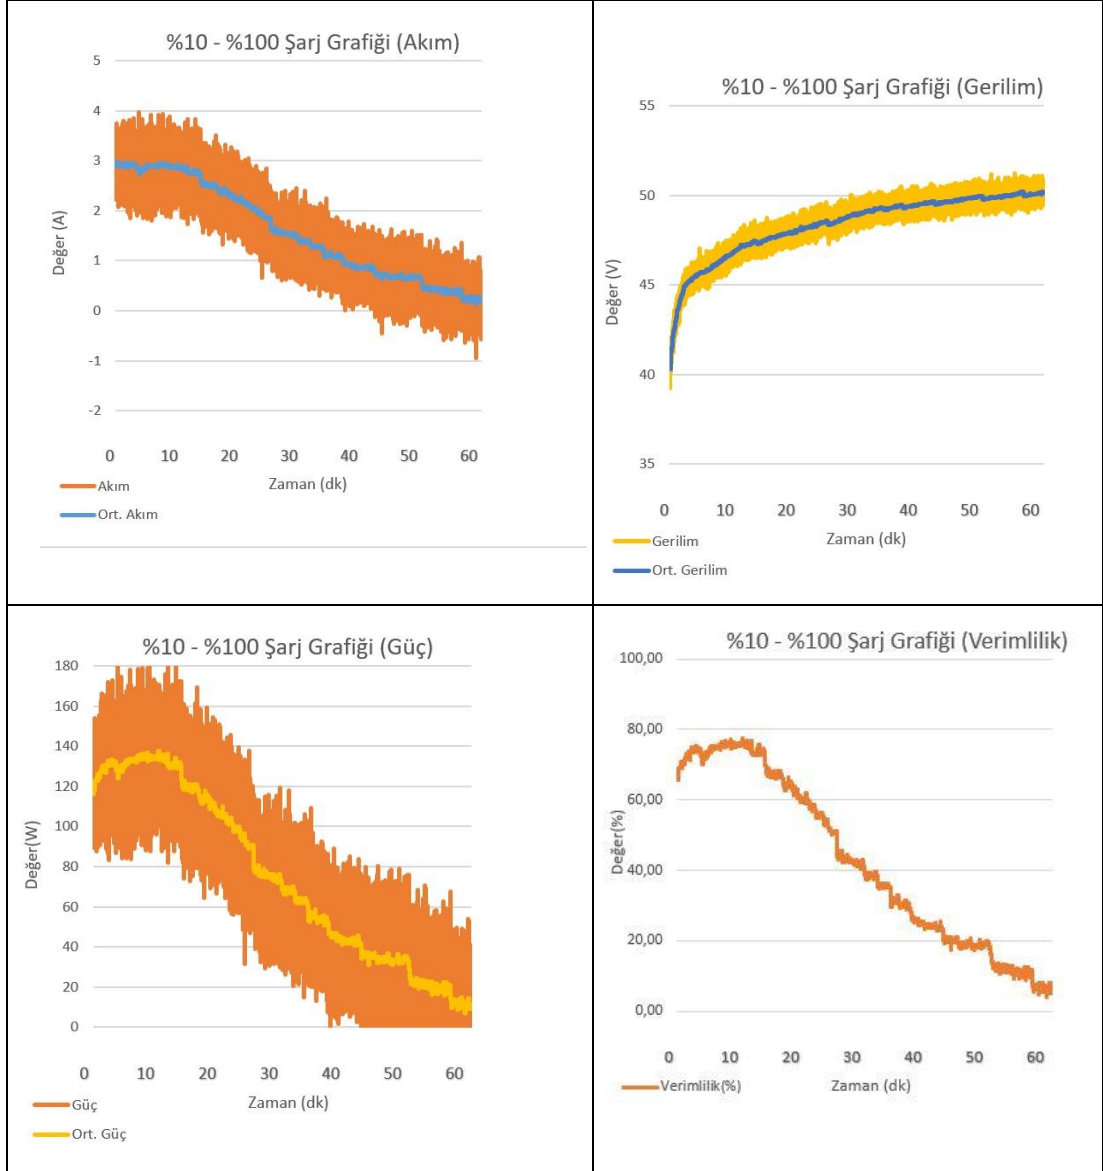 %10 - %100 Şarj Grafiği (Akım)
5
4
3
2
1
0
-1
-2
Değer (A)
0 10 20 30 40 50 60
Zaman (dk)
Akım
Ort. Akım
%10 - %100 Şarj Grafiği (Gerilim)
55
50
45
40
35
Değer (V)
0 10 20 30 40 50 60
Zaman (dk)
Gerilim
Ort. Gerilim
%10 - %100 Şarj Grafiği (Güç)
180
160
140
120
100
80
60
40
20
0
Değer(W)
0 10 20 30 40 50 60
Zaman (dk)
Güç
Ort. Güç
%10 - %100 Şarj Grafiği (Verimlilik)
100,00
80,00
60,00
40,00
20,00
0,00
Değer(%)
0 10 20 30 40 50 60
Verimlilik(%)
Zaman (dk)